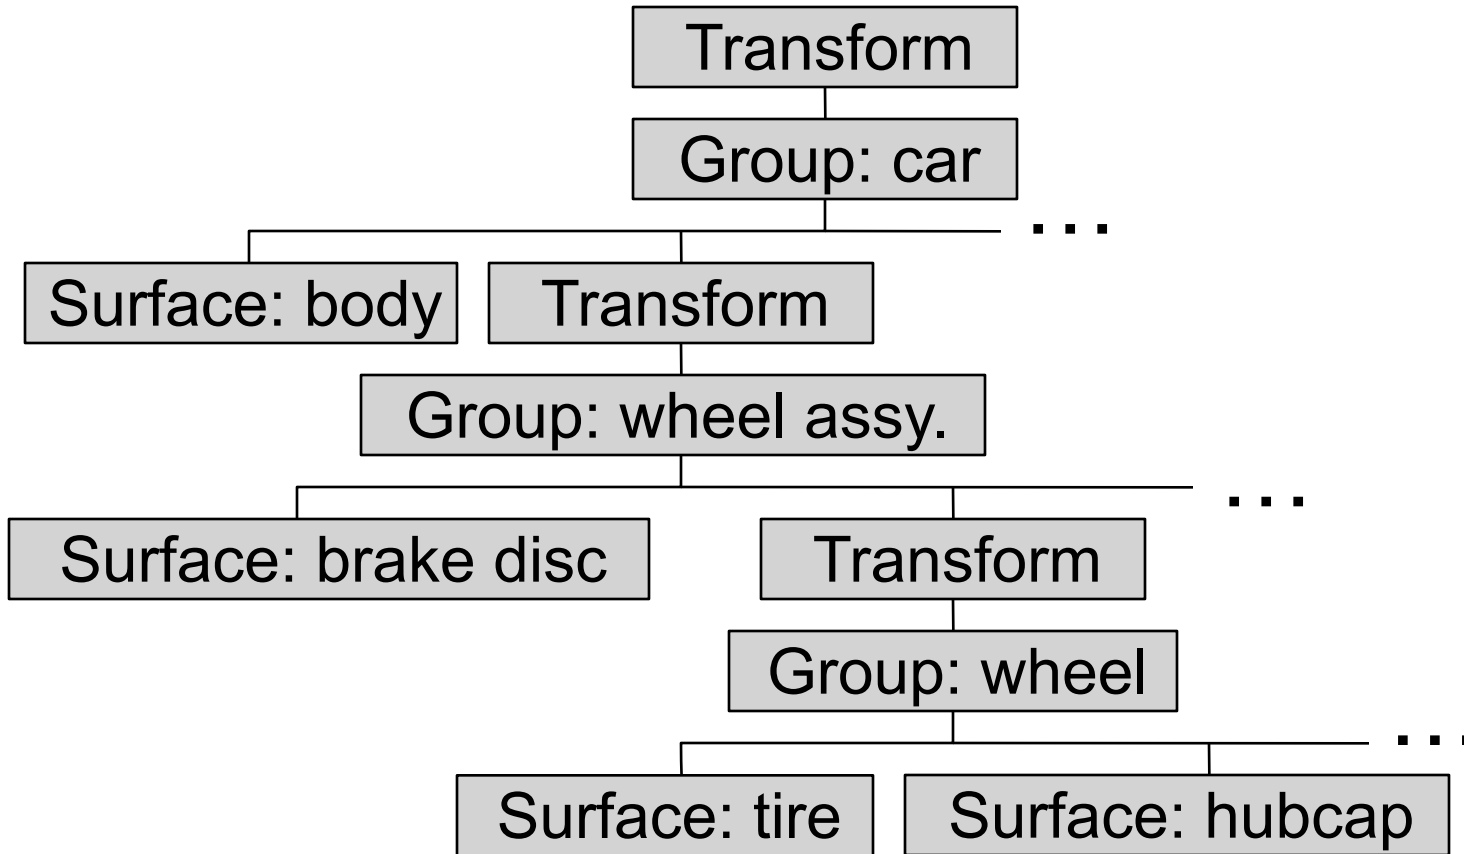 Transform
Group: car
...
Surface: body
Transform
Group: wheel assy.
...
Surface: brake disc
Transform
Group: wheel
...
Surface: tire
Surface: hubcap